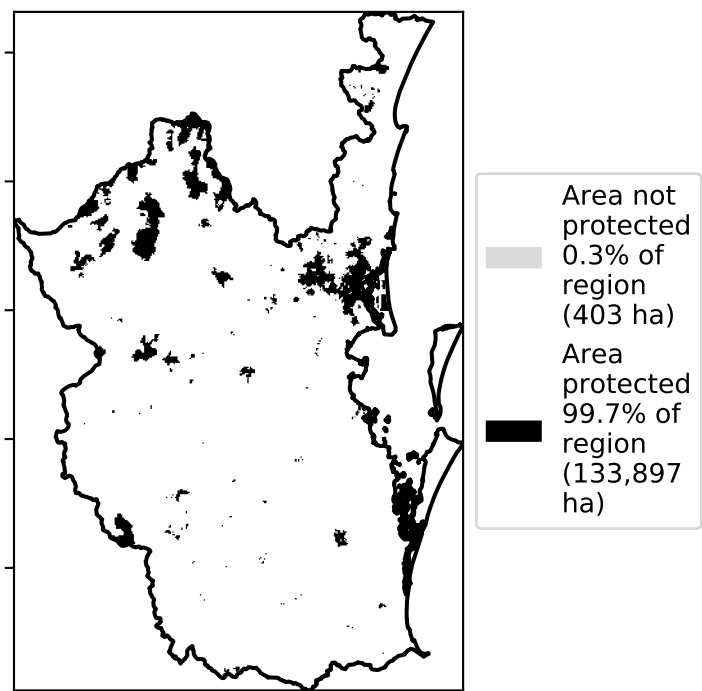 Area not
protected
0.3% of
region
(403 ha)
Area
protected
99.7% of
region
(133,897
ha)